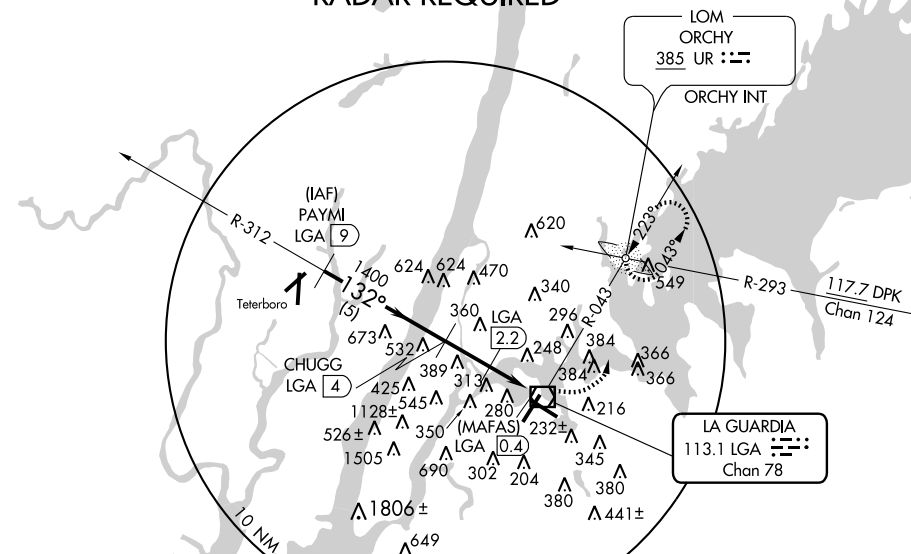 RADAR REQUIRED
LOM
ORCHY
385 UR
ORCHY INT
(IAF)
PAYMI
LGA 9
R-312
1400
132°
(5)
Teterboro
620
223°
043°
549
R-293
117.7 DPK
Chan 124
R-043
624
624
470
340
360
LGA
2.2
296
673
532
248
384
384
366
366
CHUGG
LGA 4
389
313
425
545
280
1128±
350
(MAFAS)
LGA 0.4
232±
216
526±
1505
690
302
204
345
380
380
441±
LA GUARDIA
113.1 LGA
Chan 78
1806±
649
10 NM